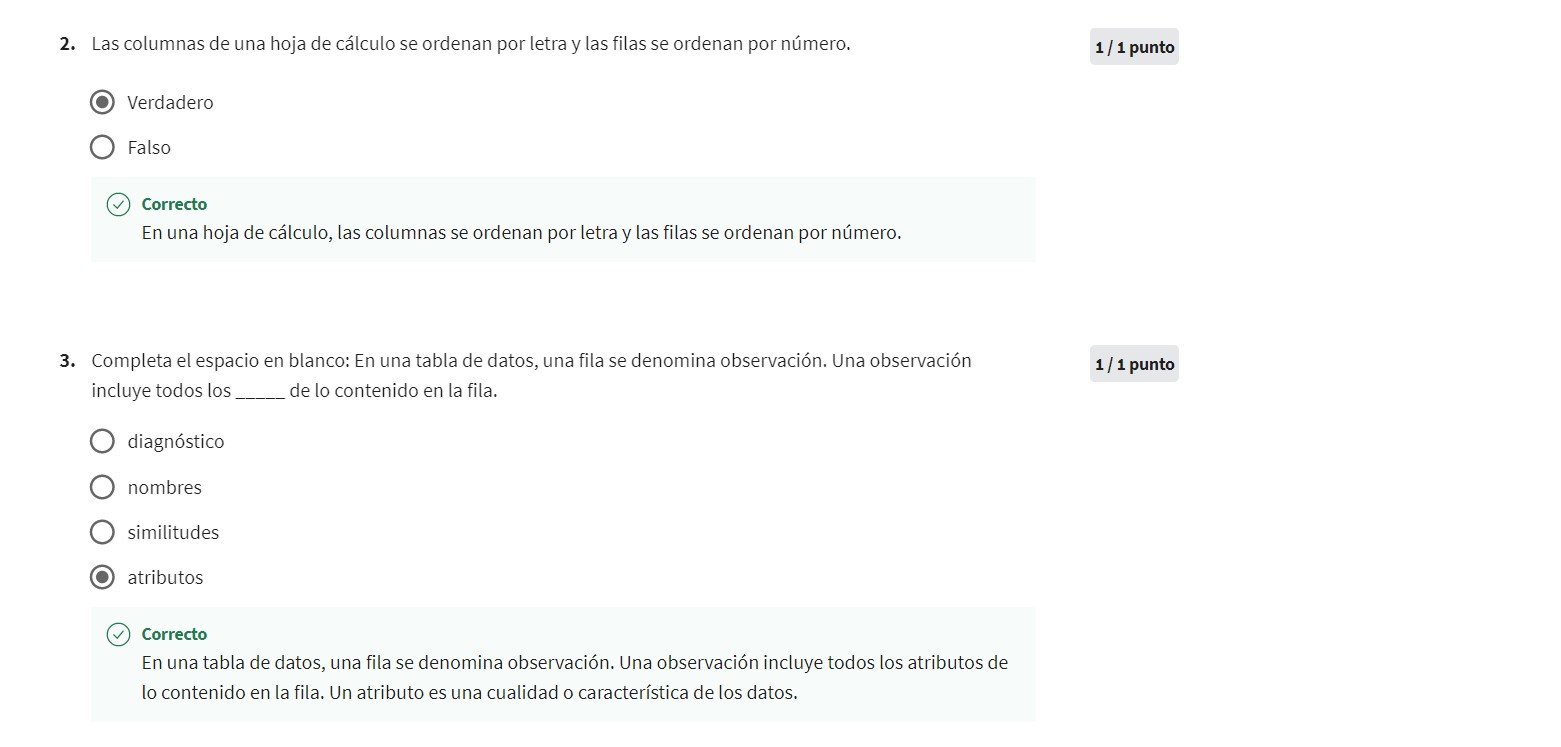 2. Las columnas de una hoja de cálculo se ordenan por letra y las filas se ordenan por número.
1 / 1 punto
Verdadero
Falso
Correcto
En una hoja de cálculo, las columnas se ordenan por letra y las filas se ordenan por número.
3. Completa el espacio en blanco: En una tabla de datos, una fila se denomina observación. Una observación
1 / 1 punto
incluye todos los _____ de lo contenido en la fila.
diagnóstico
nombres
similitudes
atributos
Correcto
En una tabla de datos, una fila se denomina observación. Una observación incluye todos los atributos de
lo contenido en la fila. Un atributo es una cualidad o característica de los datos.